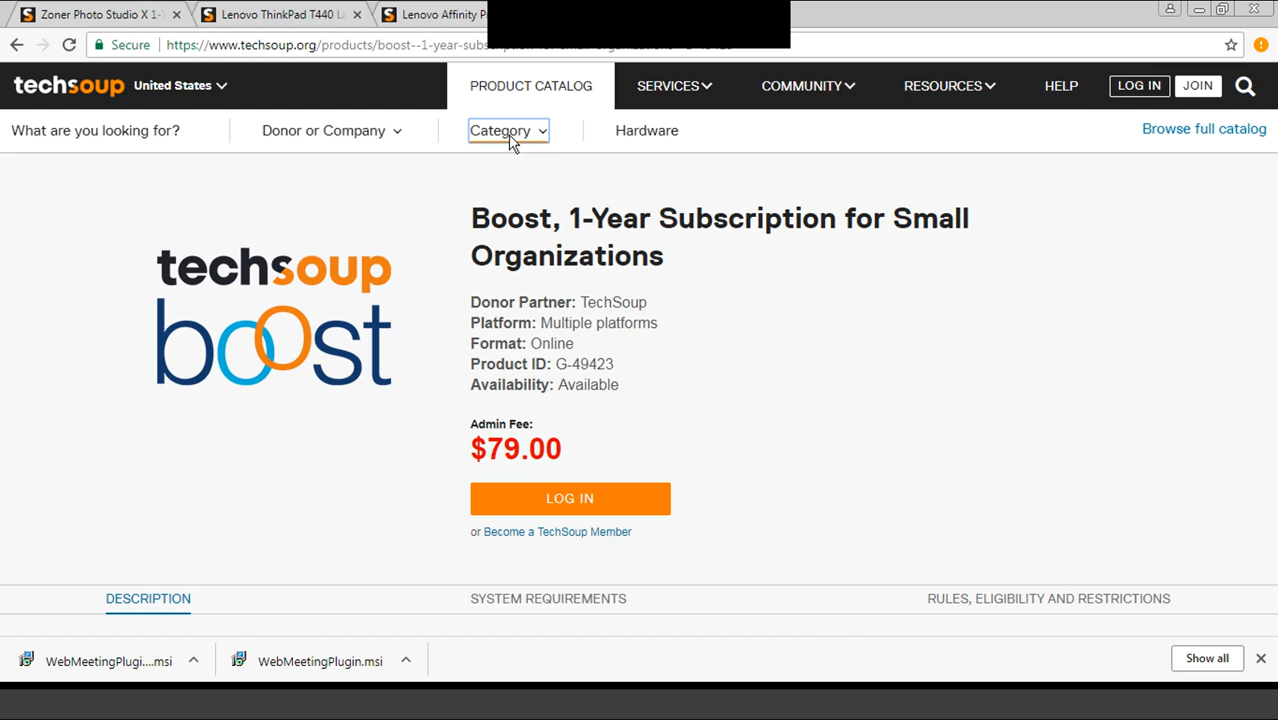 Zoner Photo Studio X 1-Y
Lenovo ThinkPad T440 La
Lenovo Affinity P
Secure https://www.techsoup.org/products/boost--1-year-subs
techsoup United States PRODUCT CATALOG SERVICES COMMUNITY RESOURCES HELP LOG IN JOIN
What are you looking for? Donor or Company Category Hardware Browse full catalog
techsoup
boost
Boost, 1-Year Subscription for Small
Organizations
Donor Partner: TechSoup
Platform: Multiple platforms
Format: Online
Product ID: G-49423
Availability: Available
Admin Fee:
$79.00
LOG IN
or Become a TechSoup Member
DESCRIPTION SYSTEM REQUIREMENTS RULES, ELIGIBILITY AND RESTRICTIONS
WebMeetingPlugi....msi WebMeetingPlugin.msi Show all